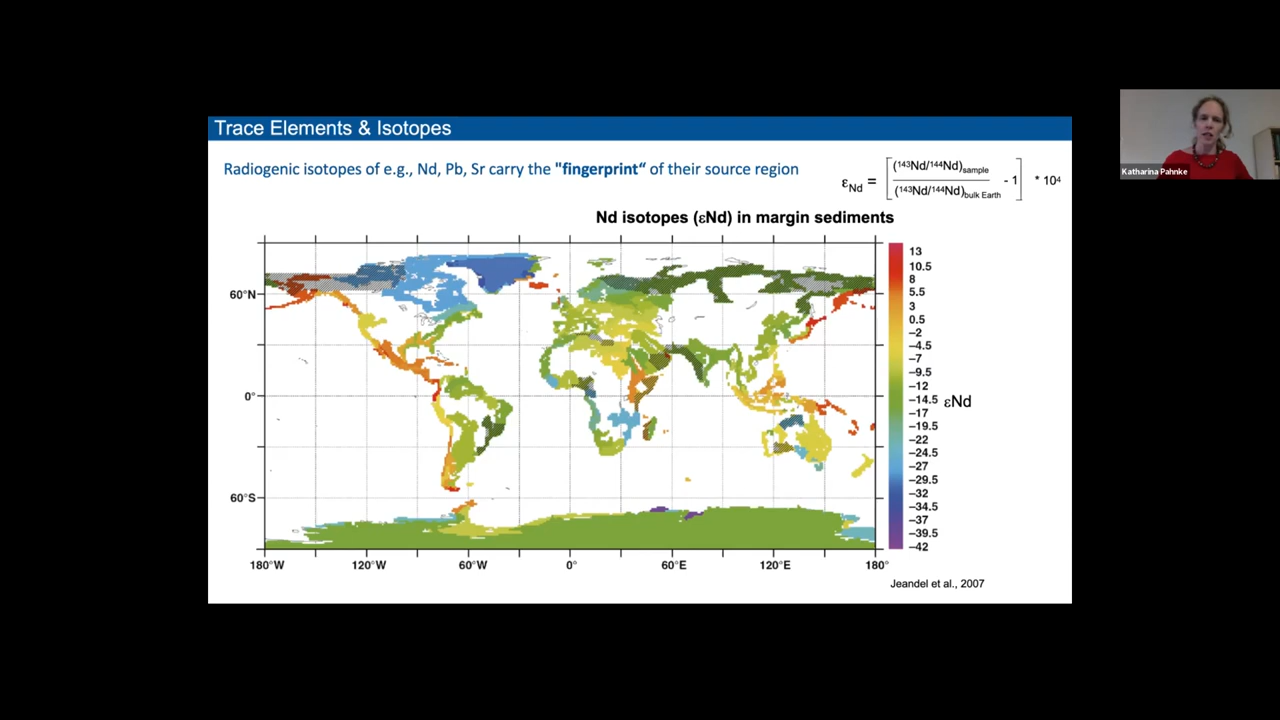 Trace Elements & Isotopes
Radiogenic isotopes of e.g., Nd, Pb, Sr carry the "fingerprint“ of their source region
εNd = [ (¹⁴³Nd/¹⁴⁴Nd)sample / (¹⁴³Nd/¹⁴⁴Nd)bulk Earth - 1 ] * 10⁴
Katharina Pahnke
Nd isotopes (εNd) in margin sediments
13
10.5
8
5.5
3
0.5
−2
−4.5
−7
−9.5
−12
−14.5
−17
−19.5
−22
−24.5
−27
−29.5
−32
−34.5
−37
−39.5
−42
εNd
60°N
0°
60°S
180°W 120°W 60°W 0° 60°E 120°E 180°
Jeandel et al., 2007